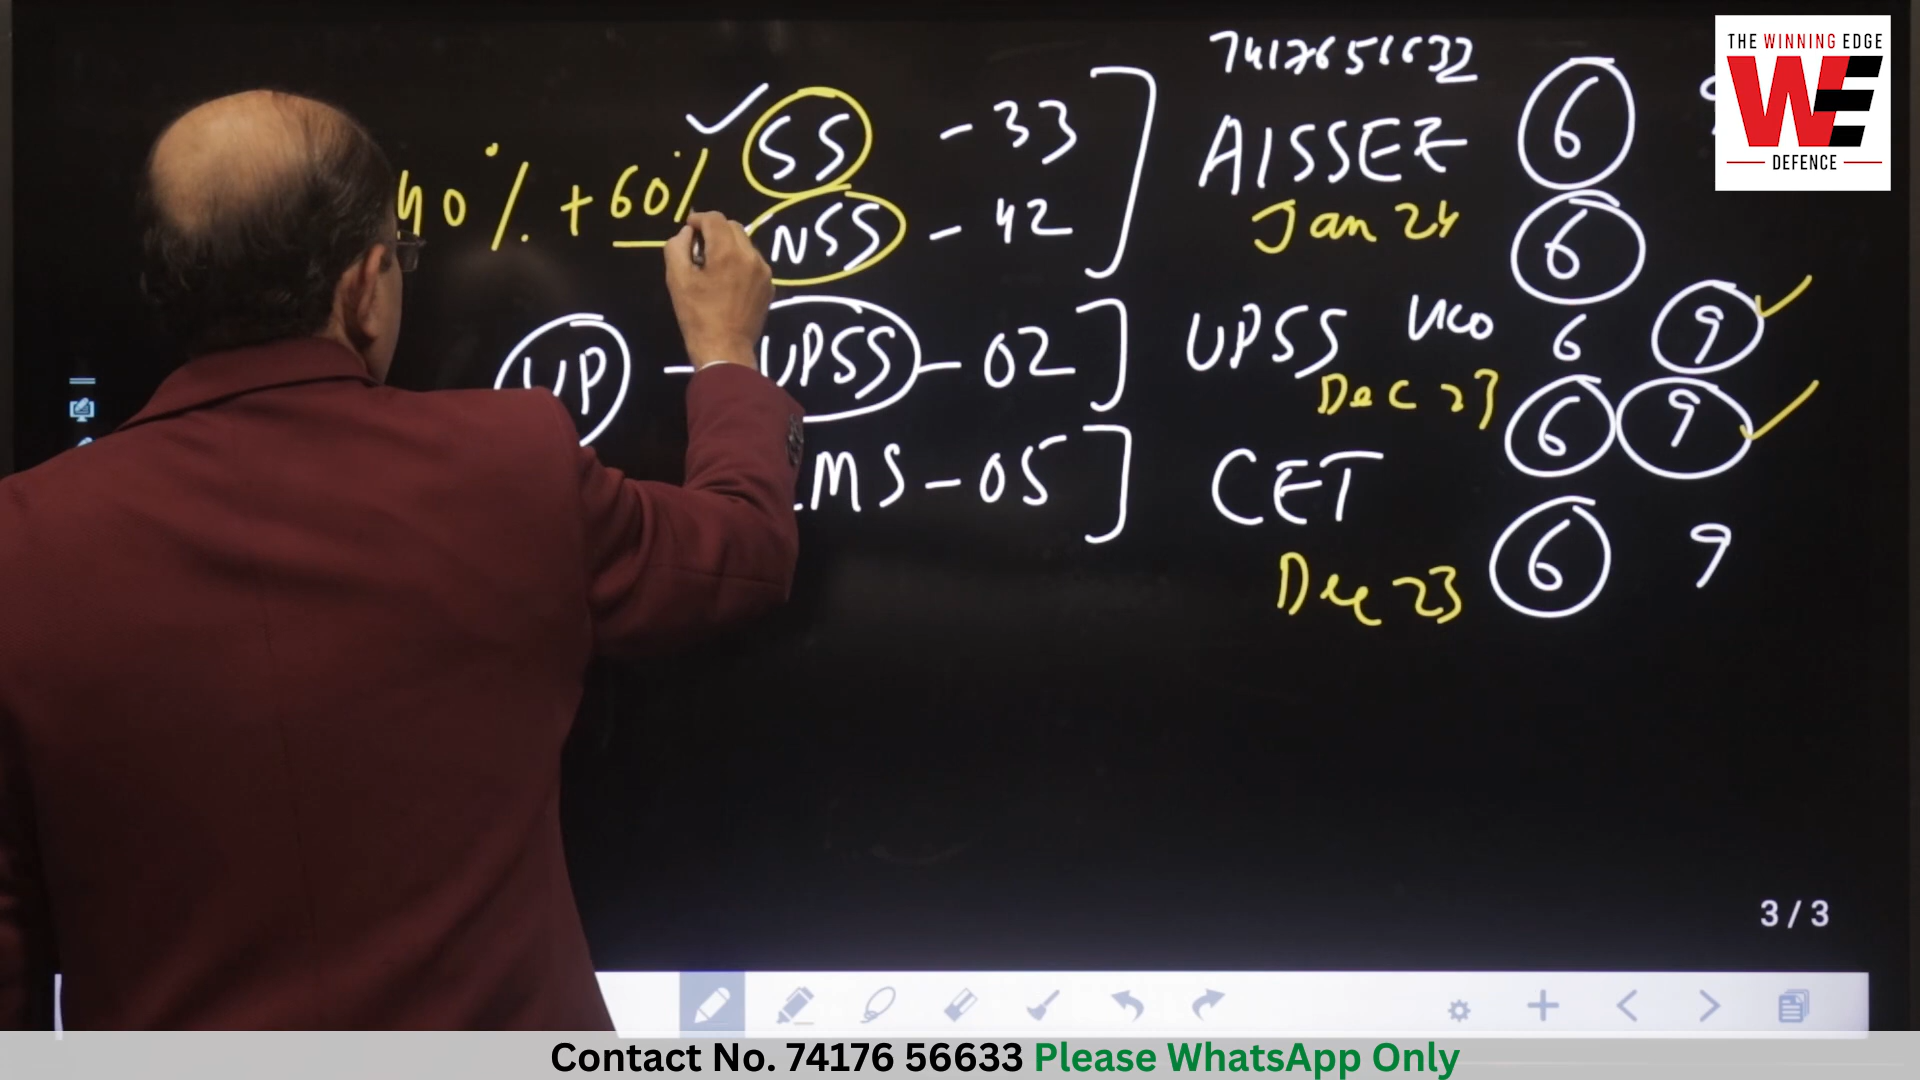 7417656632
THE WINNING EDGE
WE
DEFENCE
SS - 33 ] AISSEE 6
40% + 60%
NSS - 42 Jan 24 6
UP - UPSS - 02 ] UPSS UKO 6 9
Dec 23 6 9
MS - 05 ] CET
Dec 23 6 9
3 / 3
Contact No. 74176 56633 Please WhatsApp Only